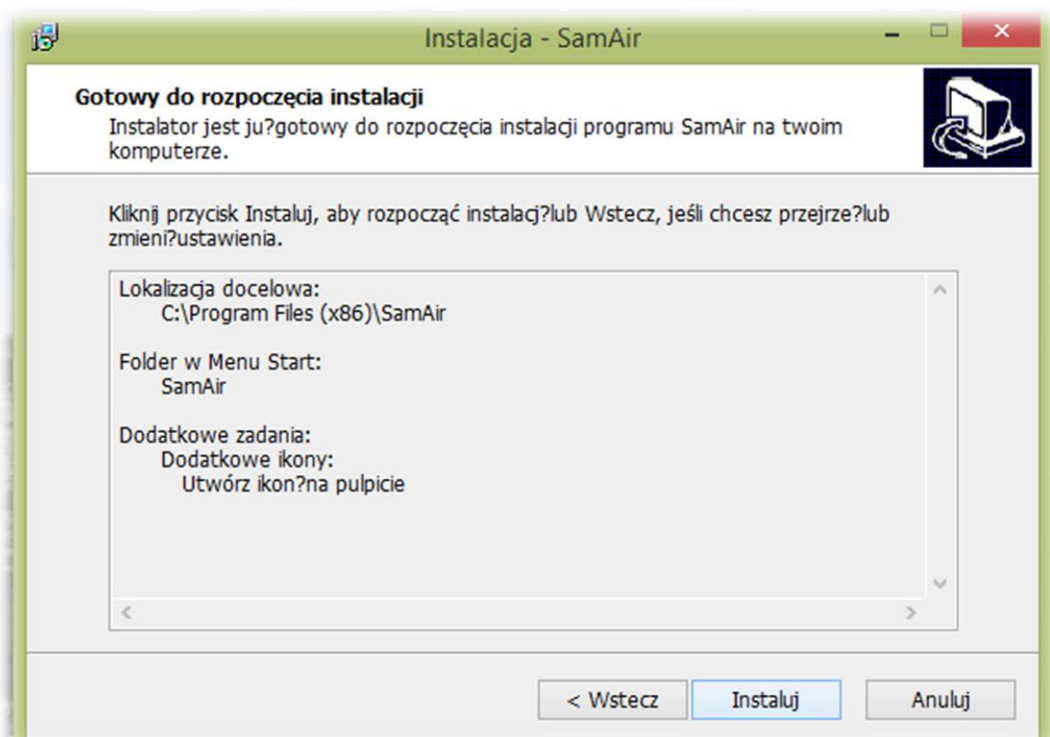 Instalacja - SamAir
Gotowy do rozpoczęcia instalacji
Instalator jest ju?gotowy do rozpoczęcia instalacji programu SamAir na twoim
komputerze.
Kliknij przycisk Instaluj, aby rozpocząć instalacj?lub Wstecz, jeśli chcesz przejrze?lub
zmieni?ustawienia.
Lokalizacja docelowa:
C:\Program Files (x86)\SamAir
Folder w Menu Start:
SamAir
Dodatkowe zadania:
Dodatkowe ikony:
Utwórz ikon?na pulpicie
< Wstecz
Instaluj
Anuluj